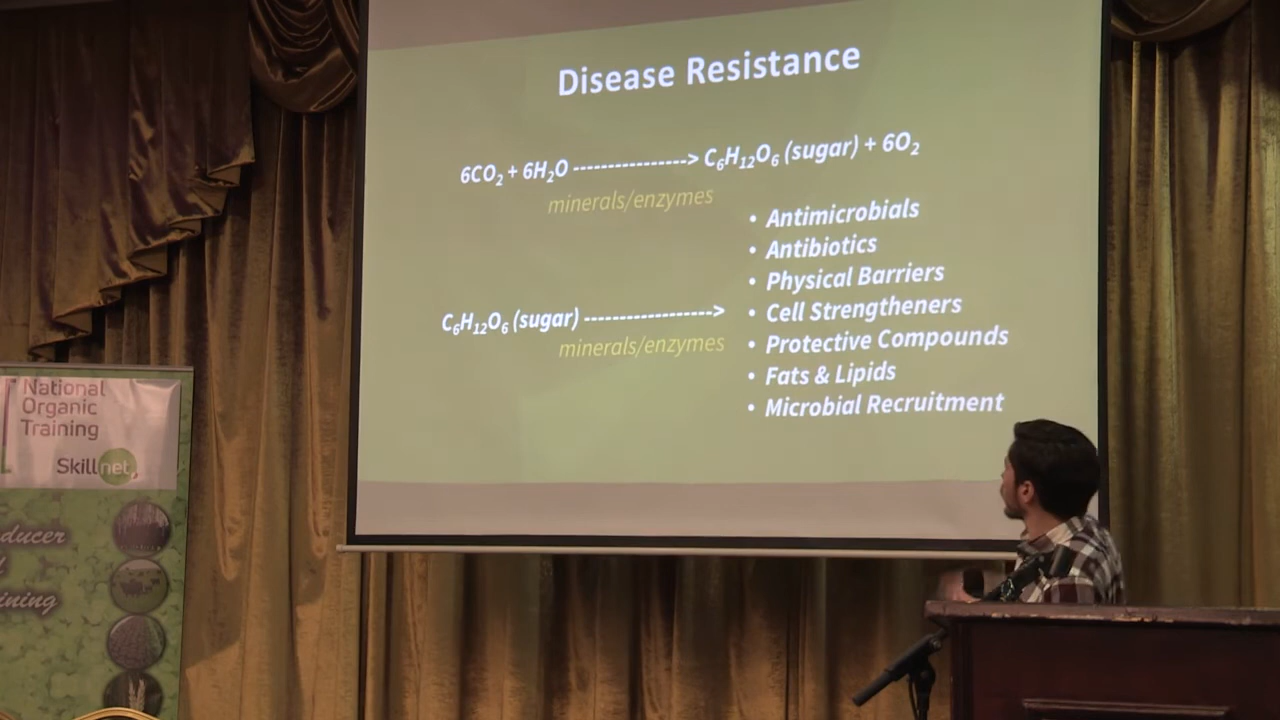 Disease Resistance
6CO₂ + 6H₂O ----------------> C₆H₁₂O₆ (sugar) + 6O₂
minerals/enzymes
• Antimicrobials
• Antibiotics
• Physical Barriers
• Cell Strengtheners
C₆H₁₂O₆ (sugar) ------------------>
minerals/enzymes
• Protective Compounds
• Fats & Lipids
• Microbial Recruitment
National
Organic
Training
Skillnet
ducer
ining